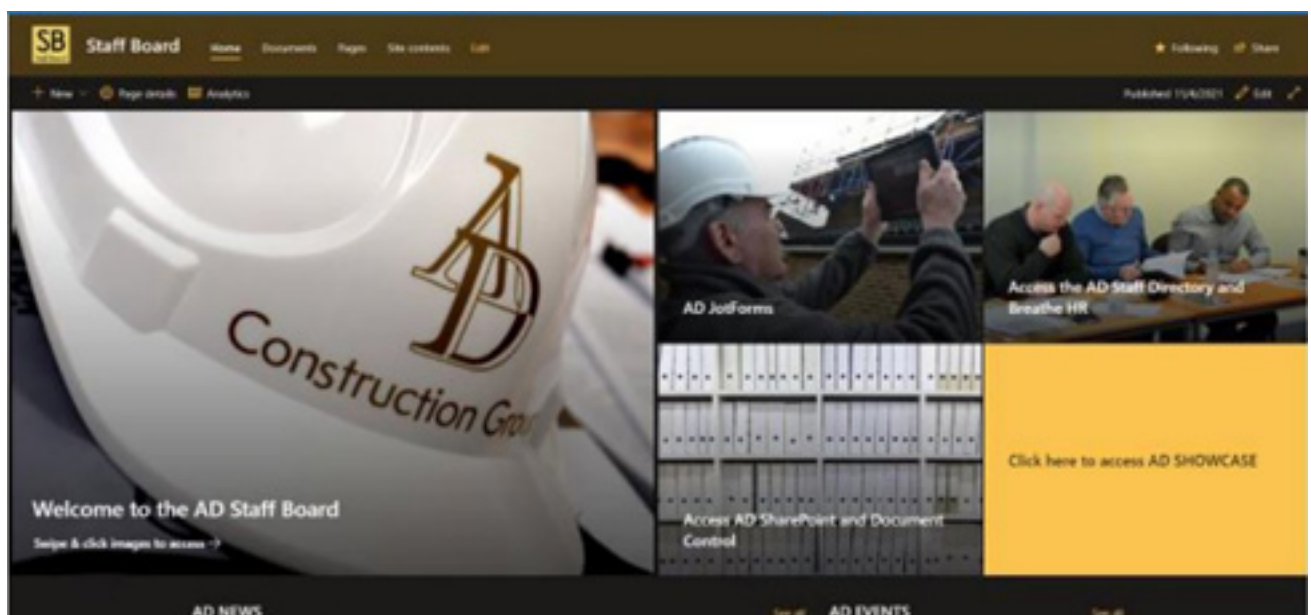 SB
Staff Board
Home Documents Pages Site contents Edit
Following Share
+ New Page details Analytics
Published 11/4/2021 Edit
AD
Construction Group
Welcome to the AD Staff Board
Swipe & click images to access →
AD JotForms
Access the AD Staff Directory and
Breathe HR
Access AD SharePoint and Document
Control
Click here to access AD SHOWCASE
AD NEWS
See all
AD EVENTS
See all